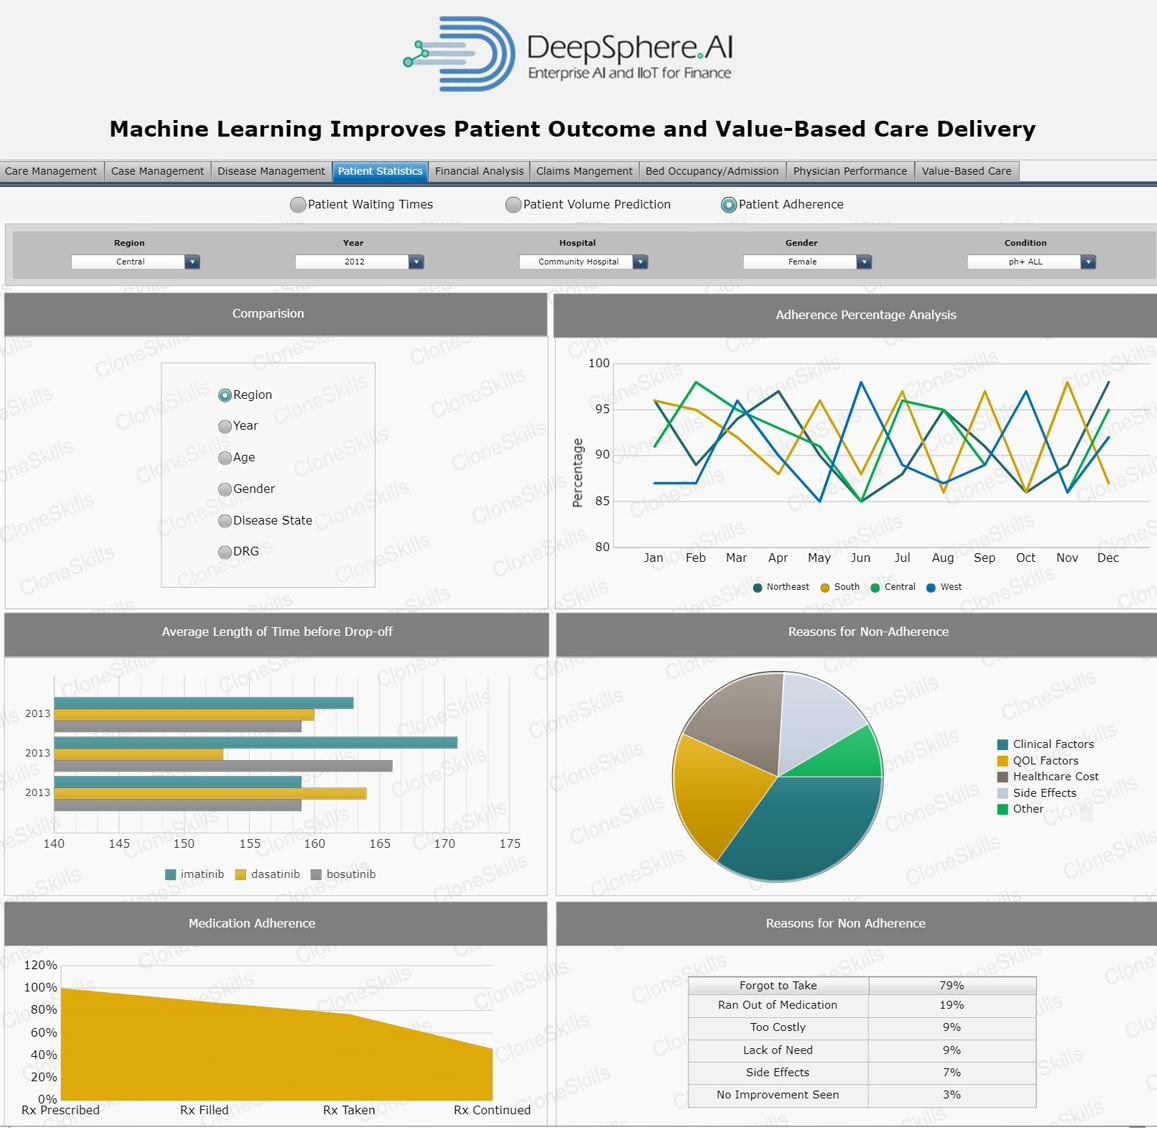 DeepSphere.AI
Enterprise AI and IIoT for Finance
Machine Learning Improves Patient Outcome and Value-Based Care Delivery
Care Management Case Management Disease Management Patient Statistics Financial Analysis Claims Mangement Bed Occupancy/Admission Physician Performance Value-Based Care
Patient Waiting Times Patient Volume Prediction Patient Adherence
Region Year Hospital Gender Condition
Central 2012 Community Hospital Female ph+ ALL
Comparision
Region
Year
Age
Gender
Disease State
DRG
Adherence Percentage Analysis
Percentage
100
95
90
85
80
Jan Feb Mar Apr May Jun Jul Aug Sep Oct Nov Dec
Northeast South Central West
Average Length of Time before Drop-off
2013
2013
2013
140 145 150 155 160 165 170 175
imatinib dasatinib bosutinib
Reasons for Non-Adherence
Clinical Factors
QOL Factors
Healthcare Cost
Side Effects
Other
Medication Adherence
120%
100%
80%
60%
40%
20%
0%
Rx Prescribed Rx Filled Rx Taken Rx Continued
Reasons for Non Adherence
Forgot to Take 79%
Ran Out of Medication 19%
Too Costly 9%
Lack of Need 9%
Side Effects 7%
No Improvement Seen 3%
CloneSkills